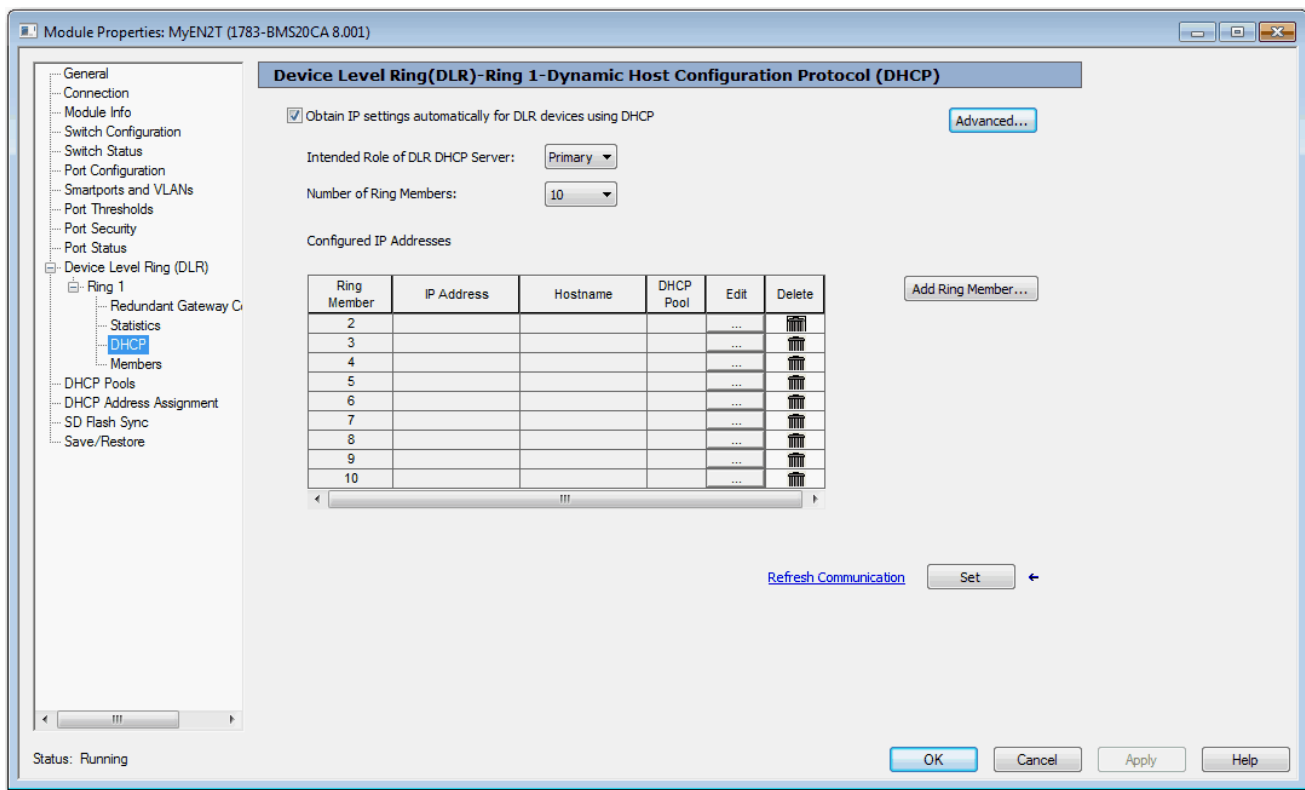 Module Properties: MyEN2T (1783-BMS20CA 8.001)
General
Connection
Module Info
Switch Configuration
Switch Status
Port Configuration
Smartports and VLANs
Port Thresholds
Port Security
Port Status
Device Level Ring (DLR)
Ring 1
Redundant Gateway
Statistics
DHCP
Members
DHCP Pools
DHCP Address Assignment
SD Flash Sync
Save/Restore
Device Level Ring(DLR)-Ring 1-Dynamic Host Configuration Protocol (DHCP)
Obtain IP settings automatically for DLR devices using DHCP
Advanced...
Intended Role of DLR DHCP Server: Primary
Number of Ring Members: 10
Configured IP Addresses
Add Ring Member...
Ring Member IP Address Hostname DHCP Pool Edit Delete
2 ...
3 ...
4 ...
5 ...
6 ...
7 ...
8 ...
9 ...
10 ...
Refresh Communication Set
Status: Running
OK Cancel Apply Help